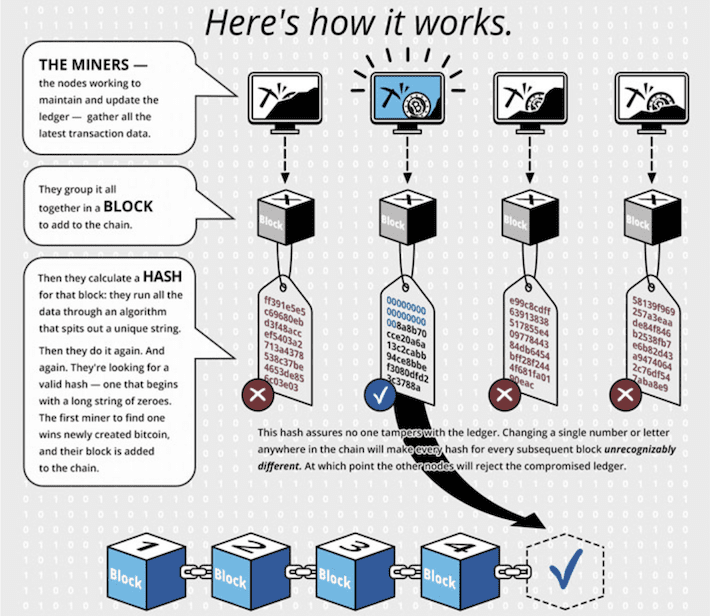 Here's how it works.
THE MINERS —
the nodes working to
maintain and update the
ledger — gather all the
latest transaction data.
They group it all
together in a BLOCK
to add to the chain.
Then they calculate a HASH
for that block: they run all the
data through an algorithm
that spits out a unique string.
Then they do it again. And
again. They're looking for a
valid hash — one that begins
with a long string of zeroes.
The first miner to find one
wins newly created bitcoin,
and their block is added
to the chain.
Block
Block
Block
Block
ff391e5e5
c69680eb
d3f48acc
ef5403a2
713a4378
538c37be
4653de85
6c03e03
00000000
00000000
008a8b70
cce20a6a
13c2cabb
94ce8bbe
f3080dfd2
3c3788a
e99c8cdff
63913838
517855e4
09778443
84db6454
bff28f244
4f681fa01
90eac
58139f969
257a3eaa
de84f846
b2538fb7
e6b82d43
a9474064
2c76df54
7aba8e9
This hash assures no one tampers with the ledger. Changing a single number or letter
anywhere in the chain will make every hash for every subsequent block unrecognizably
different. At which point the other nodes will reject the compromised ledger.
1
Block
2
Block
3
Block
4
Block